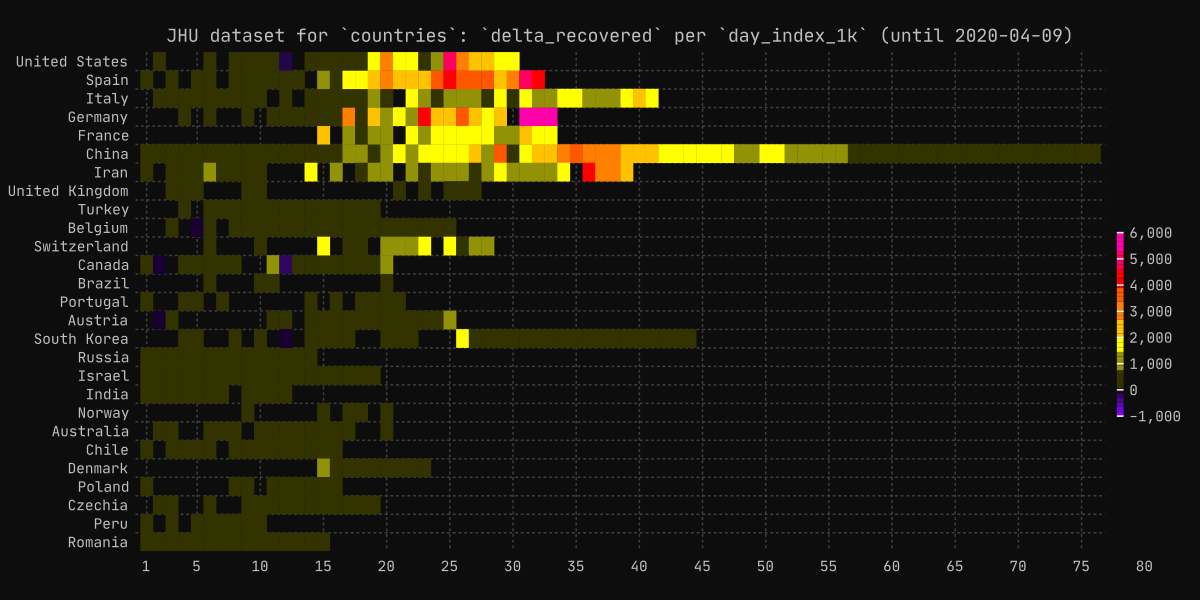 JHU dataset for `countries`: `delta_recovered` per `day_index_1k` (until 2020-04-09)
United States
Spain
Italy
Germany
France
China
Iran
United Kingdom
Turkey
Belgium
Switzerland
Canada
Brazil
Portugal
Austria
South Korea
Russia
Israel
India
Norway
Australia
Chile
Denmark
Poland
Czechia
Peru
Romania
1 5 10 15 20 25 30 35 40 45 50 55 60 65 70 75 80
6,000
5,000
4,000
3,000
2,000
1,000
0
-1,000